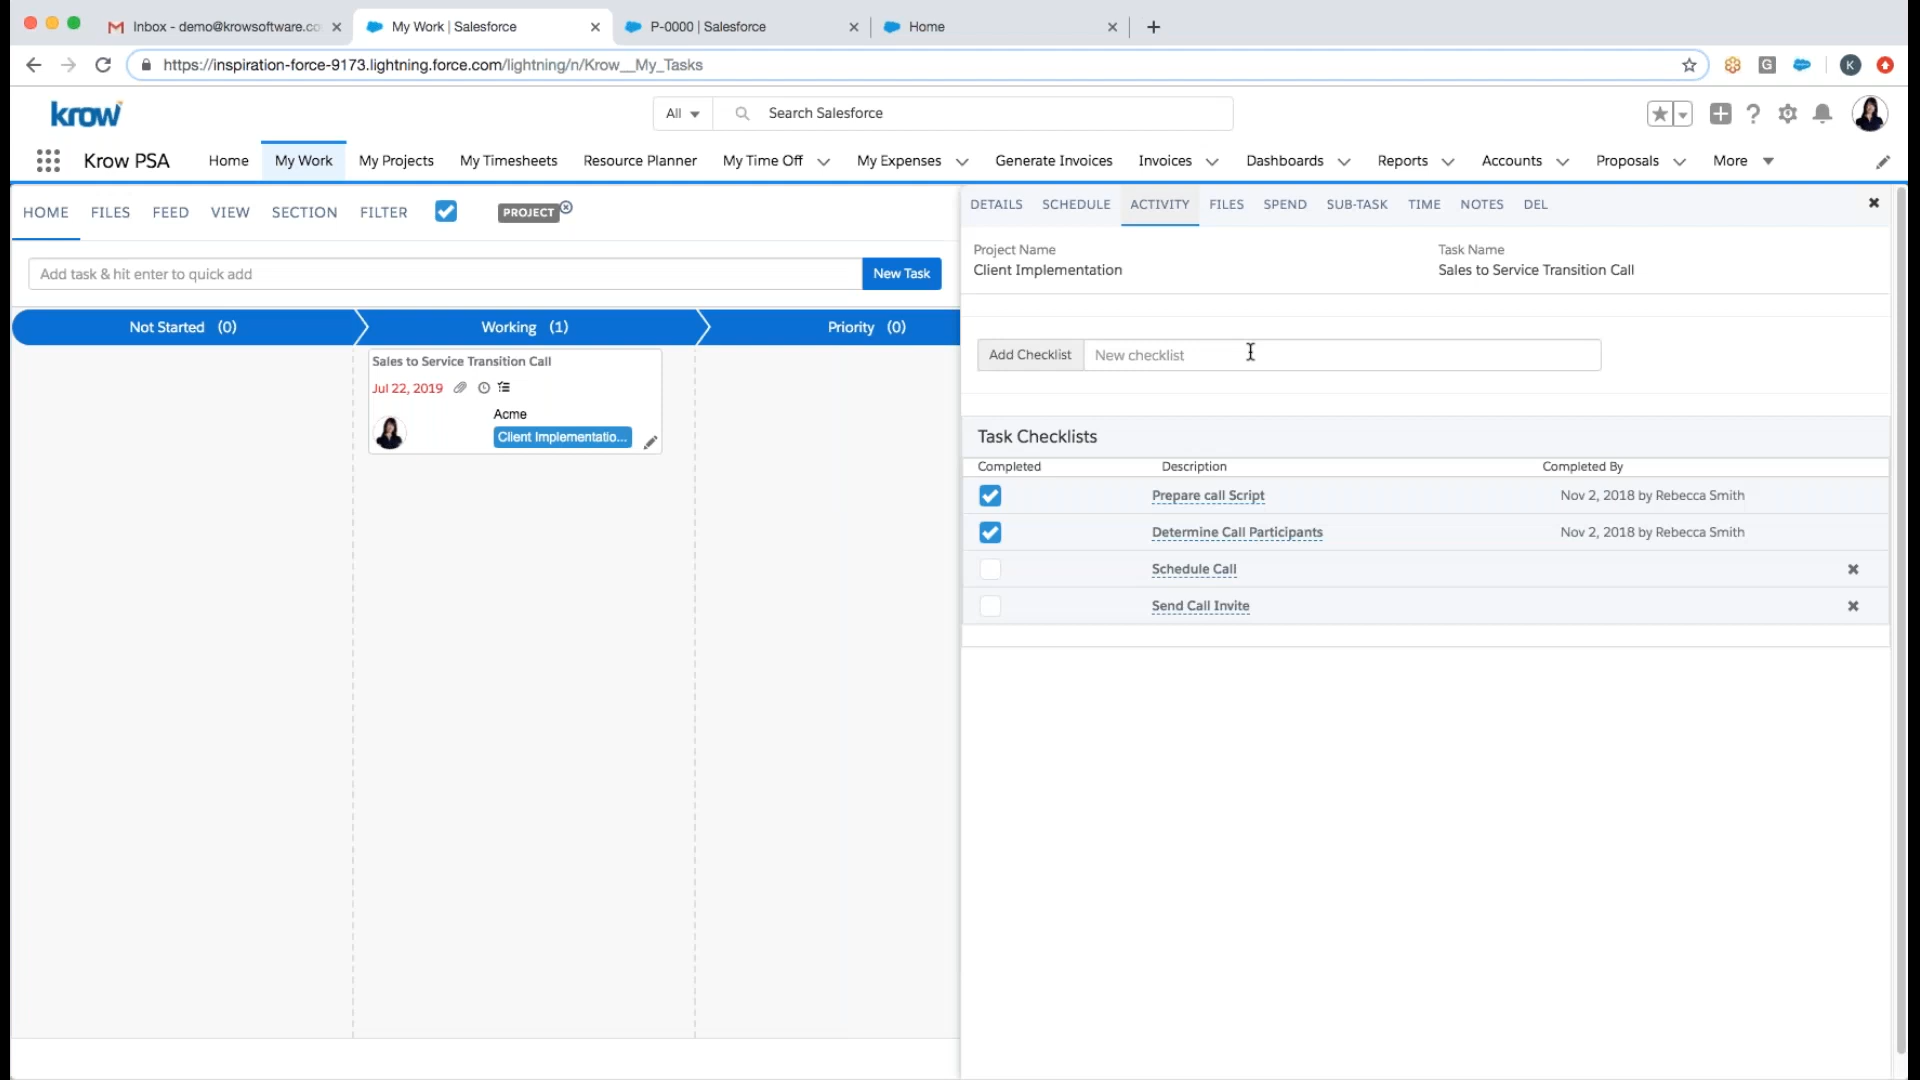 Inbox - demo@krowsoftware.co
My Work | Salesforce
P-0000 | Salesforce
Home
https://inspiration-force-9173.lightning.force.com/lightning/n/Krow__My_Tasks
G
K
krow
All
Search Salesforce
Krow PSA
Home
My Work
My Projects
My Timesheets
Resource Planner
My Time Off
My Expenses
Generate Invoices
Invoices
Dashboards
Reports
Accounts
Proposals
More
HOME
FILES
FEED
VIEW
SECTION
FILTER
PROJECT
Add task & hit enter to quick add
New Task
Not Started (0)
Working (1)
Priority (0)
Sales to Service Transition Call
Jul 22, 2019
Acme
Client Implementatio...
DETAILS
SCHEDULE
ACTIVITY
FILES
SPEND
SUB-TASK
TIME
NOTES
DEL
Project Name
Client Implementation
Task Name
Sales to Service Transition Call
Add Checklist
New checklist
Task Checklists
Completed
Description
Completed By
Prepare call Script
Nov 2, 2018 by Rebecca Smith
Determine Call Participants
Nov 2, 2018 by Rebecca Smith
Schedule Call
Send Call Invite